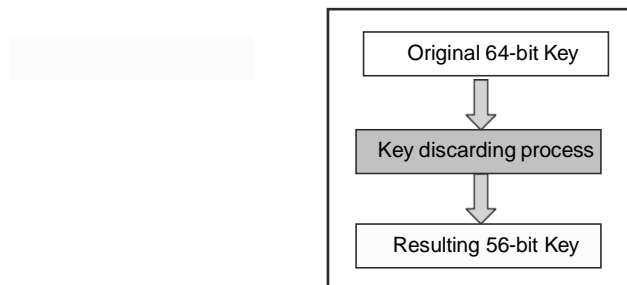 Original 64-bit Key
Key discarding process
Resulting 56-bit Key